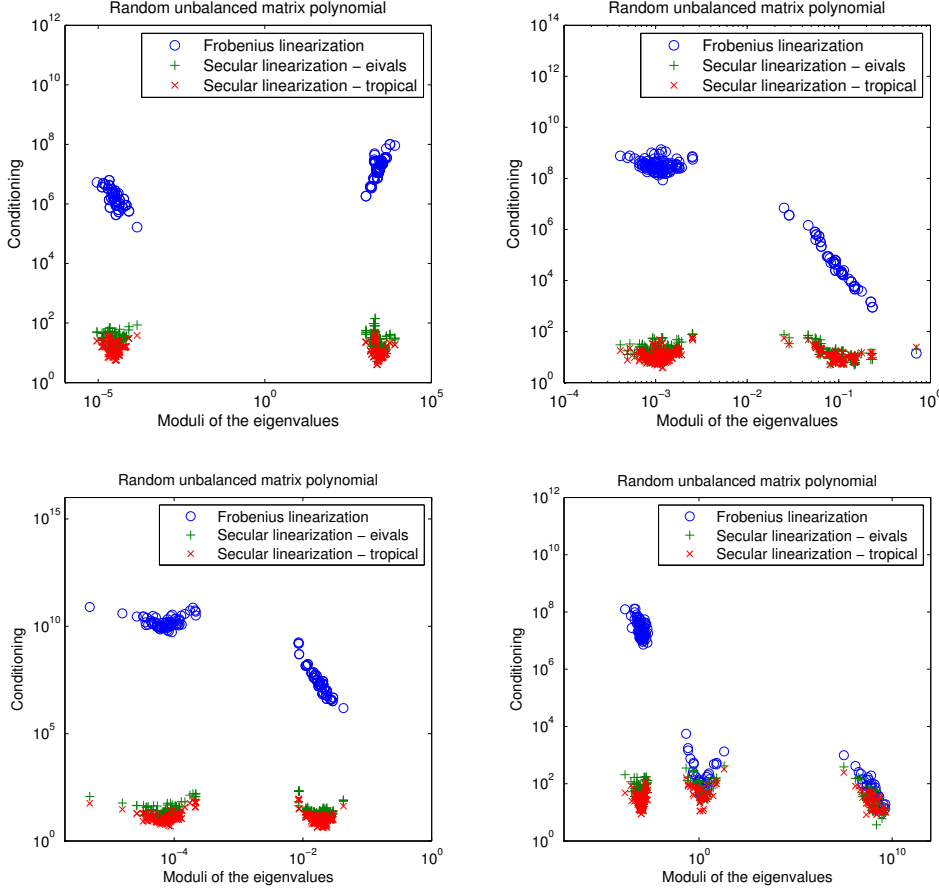 Random unbalanced matrix polynomial
10^12
10^10
10^8
10^6
10^4
10^2
10^0
Conditioning
Frobenius linearization
Secular linearization − eivals
Secular linearization − tropical
10^−5
10^0
10^5
Moduli of the eigenvalues
Random unbalanced matrix polynomial
10^14
10^12
10^10
10^8
10^6
10^4
10^2
10^0
Conditioning
Frobenius linearization
Secular linearization − eivals
Secular linearization − tropical
10^−4
10^−3
10^−2
10^−1
10^0
Moduli of the eigenvalues
Random unbalanced matrix polynomial
10^15
10^10
10^5
10^0
Conditioning
Frobenius linearization
Secular linearization − eivals
Secular linearization − tropical
10^−4
10^−2
10^0
Moduli of the eigenvalues
Random unbalanced matrix polynomial
10^12
10^10
10^8
10^6
10^4
10^2
10^0
Conditioning
Frobenius linearization
Secular linearization − eivals
Secular linearization − tropical
10^0
10^10
Moduli of the eigenvalues